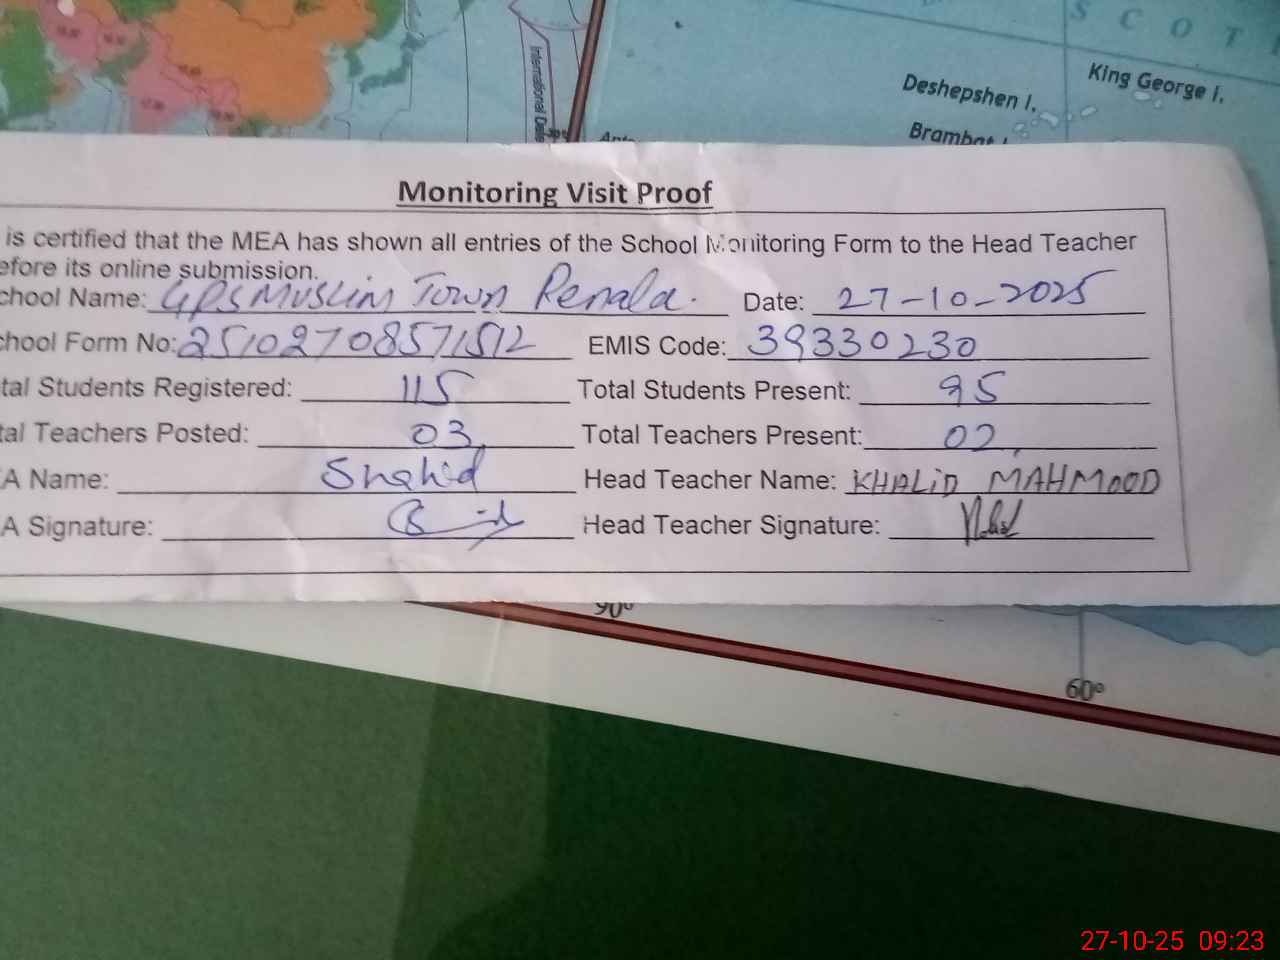 S C O T
King George I.
Deshepshen I.
International Date
Monitoring Visit Proof
is certified that the MEA has shown all entries of the School Monitoring Form to the Head Teacher
efore its online submission.
chool Name: GPS MUSLIM Town Renala. Date: 27-10-2025
chool Form No: 25102708571512 EMIS Code: 39330230
tal Students Registered: 115 Total Students Present: 95
tal Teachers Posted: 03 Total Teachers Present: 02
A Name: Shahid Head Teacher Name: KHALID MAHMOOD
A Signature: Head Teacher Signature:
90°
60°
27-10-25 09:23